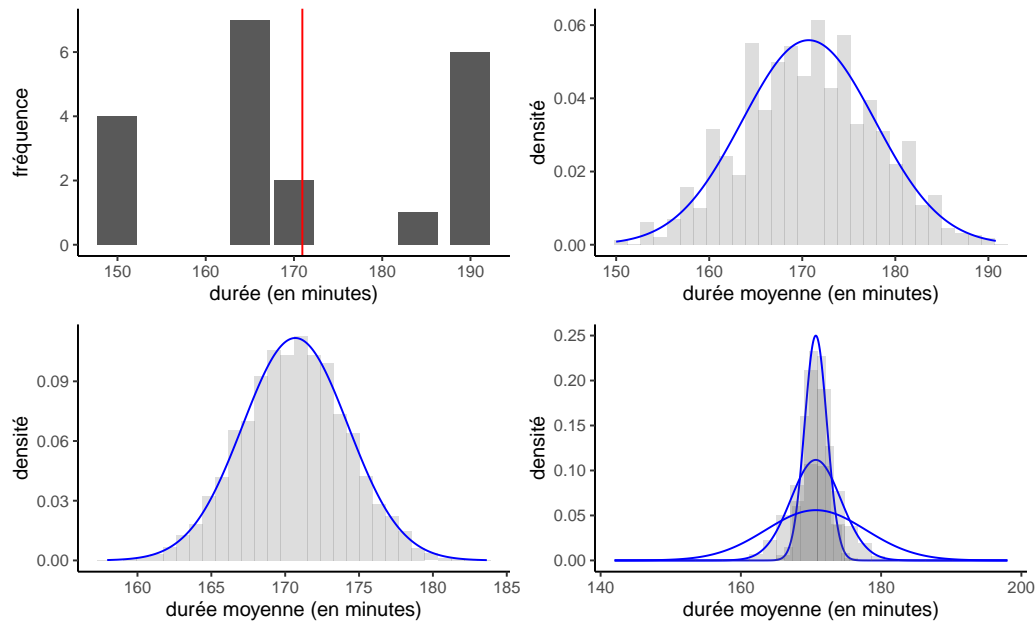 fréquence
6
4
2
0
150 160 170 180 190
durée (en minutes)
densité
0.06
0.04
0.02
0.00
150 160 170 180 190
durée moyenne (en minutes)
densité
0.09
0.06
0.03
0.00
160 165 170 175 180 185
durée moyenne (en minutes)
densité
0.25
0.20
0.15
0.10
0.05
0.00
140 160 180 200
durée moyenne (en minutes)